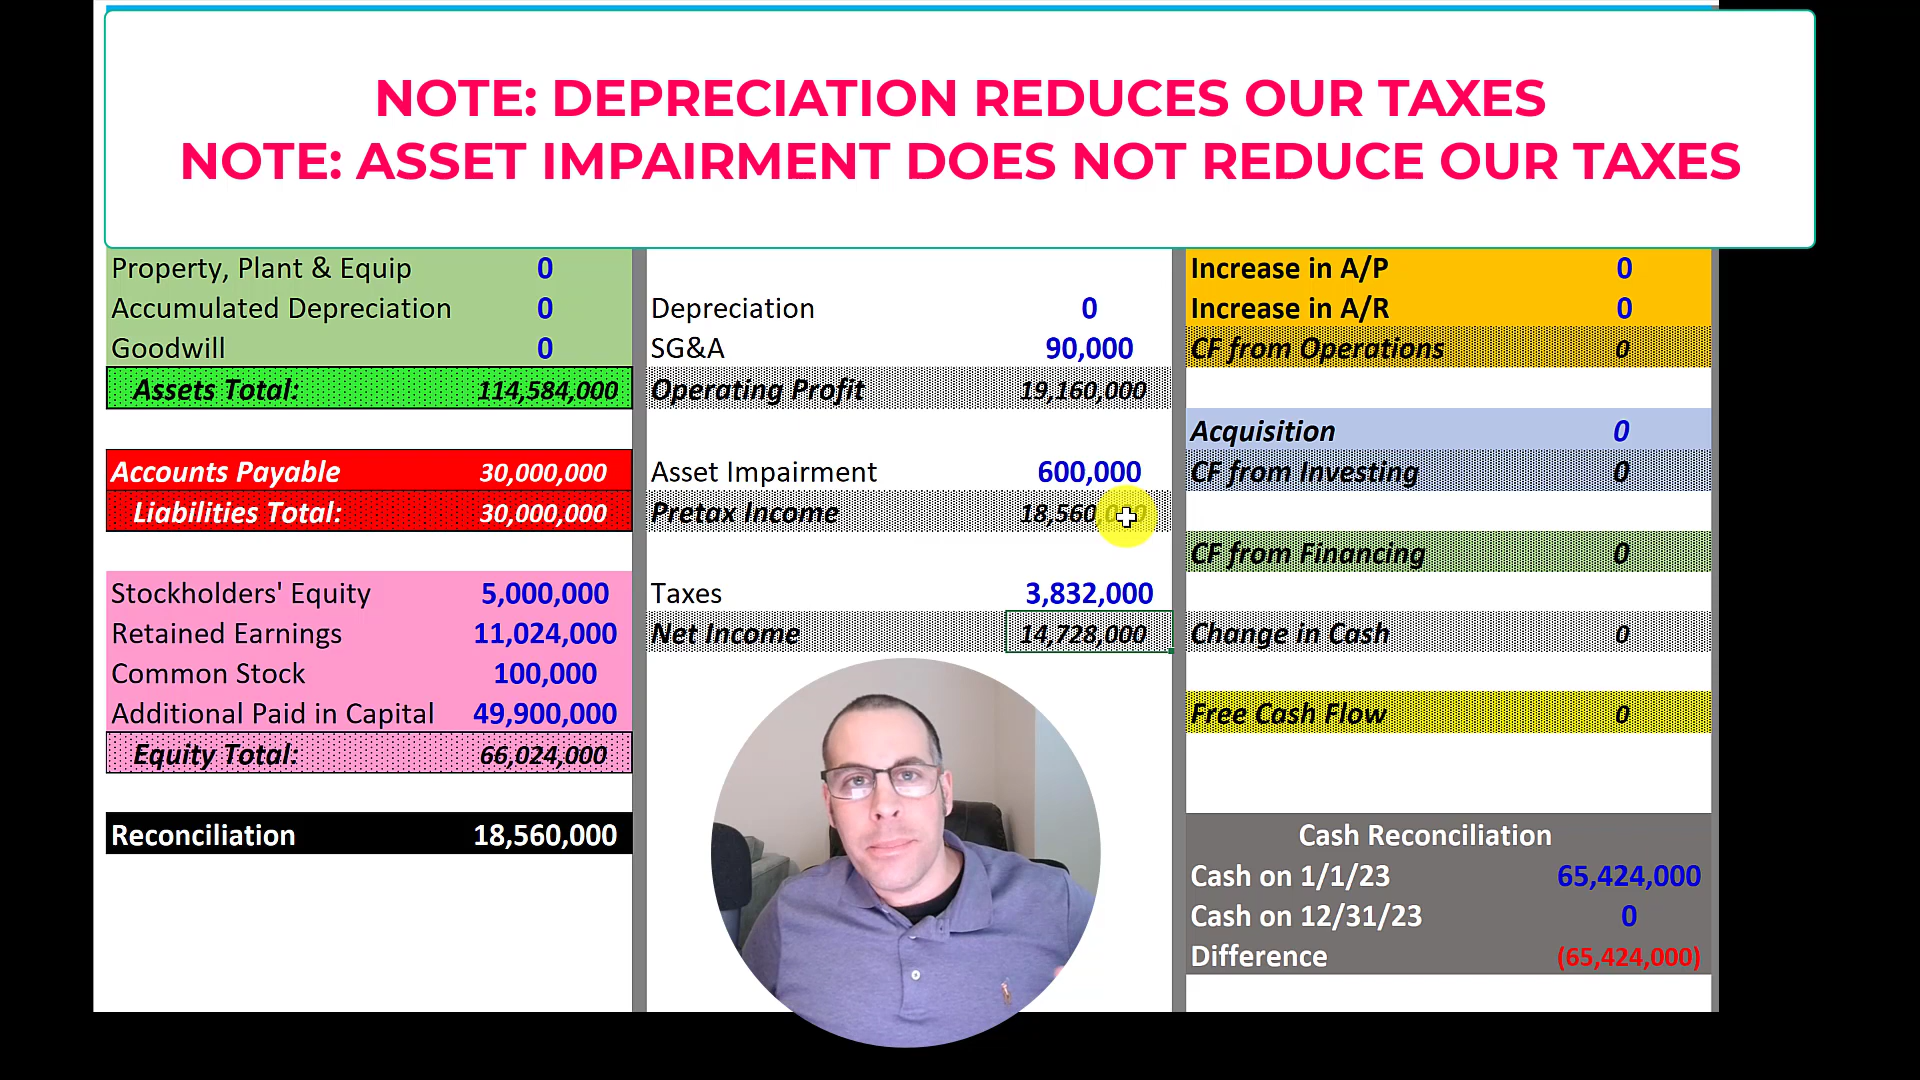 NOTE: DEPRECIATION REDUCES OUR TAXES
NOTE: ASSET IMPAIRMENT DOES NOT REDUCE OUR TAXES
Property, Plant & Equip 0
Accumulated Depreciation 0
Goodwill 0
Assets Total: 114,584,000
Accounts Payable 30,000,000
Liabilities Total: 30,000,000
Stockholders' Equity 5,000,000
Retained Earnings 11,024,000
Common Stock 100,000
Additional Paid in Capital 49,900,000
Equity Total: 66,024,000
Reconciliation 18,560,000
Depreciation 0
SG&A 90,000
Operating Profit 19,160,000
Asset Impairment 600,000
Pretax Income 18,560,000
Taxes 3,832,000
Net Income 14,728,000
Increase in A/P 0
Increase in A/R 0
CF from Operations 0
Acquisition 0
CF from Investing 0
CF from Financing 0
Change in Cash 0
Free Cash Flow 0
Cash Reconciliation
Cash on 1/1/23 65,424,000
Cash on 12/31/23 0
Difference (65,424,000)